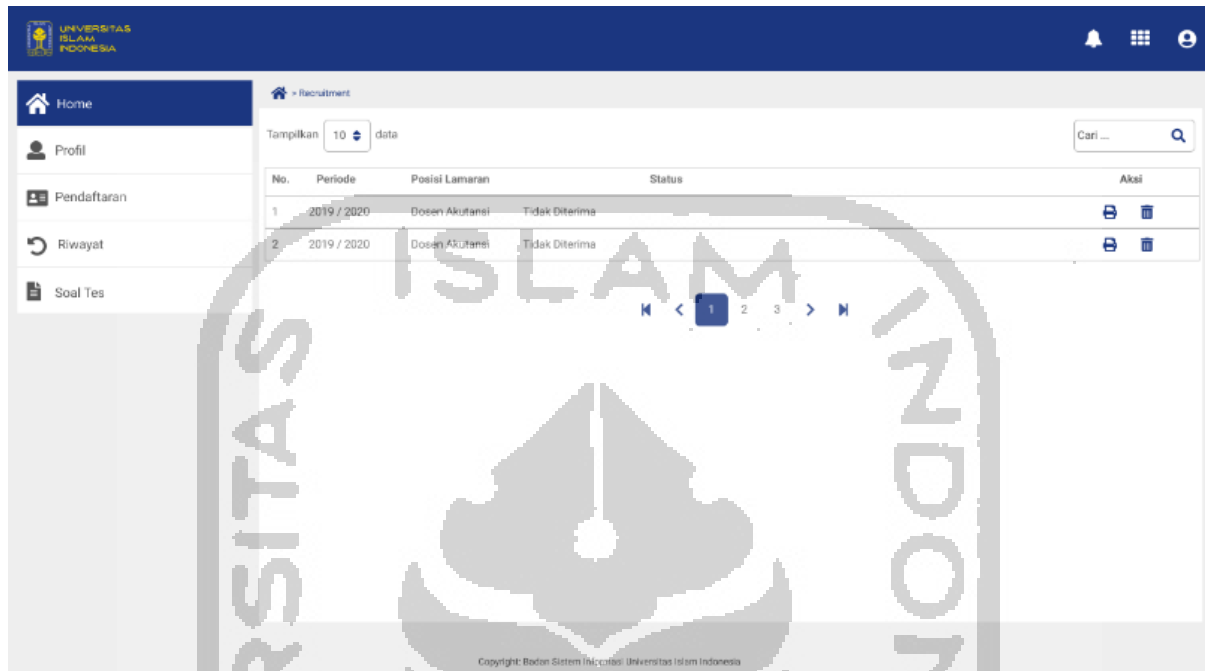 UNIVERSITAS
ISLAM
INDONESIA
Home
Profil
Pendaftaran
Riwayat
Soal Tes
» Recruitment
Tampilkan 10 data
Cari ...
No. Periode Posisi Lamaran Status Aksi
1 2019 / 2020 Dosen Akutansi Tidak Diterima
2 2019 / 2020 Dosen Akutansi Tidak Diterima
1 2 3
ISLAM
Copyright: Badan Sistem Informasi Universitas Islam Indonesia